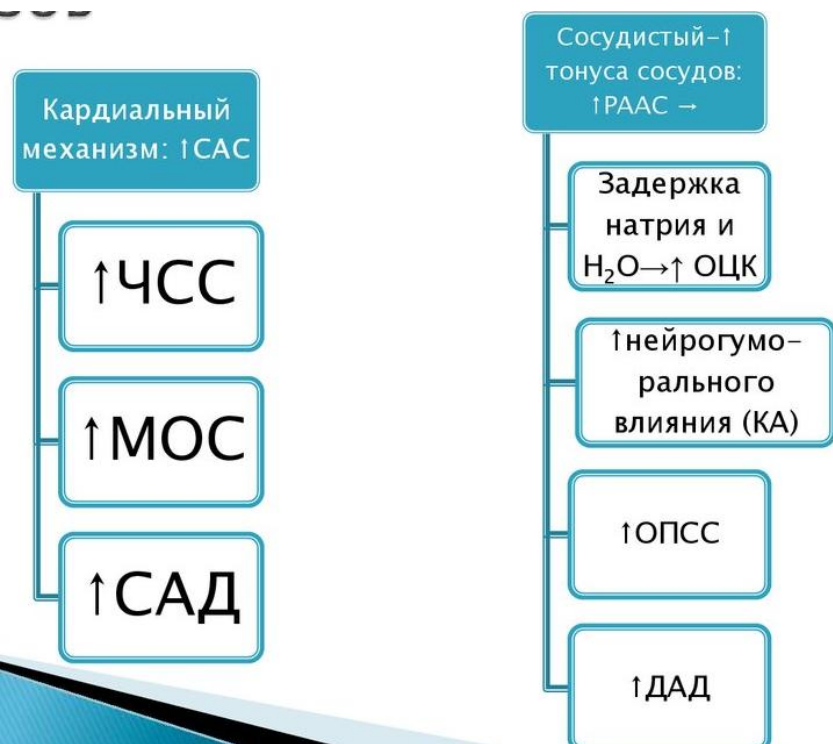 Кардиальный
механизм: ↑САС
↑ЧСС
↑МОС
↑САД
Сосудистый–↑
тонуса сосудов:
↑РААС →
Задержка
натрия и
H₂O→↑ ОЦК
↑нейрогумо–
рального
влияния (КА)
↑ОПСС
↑ДАД